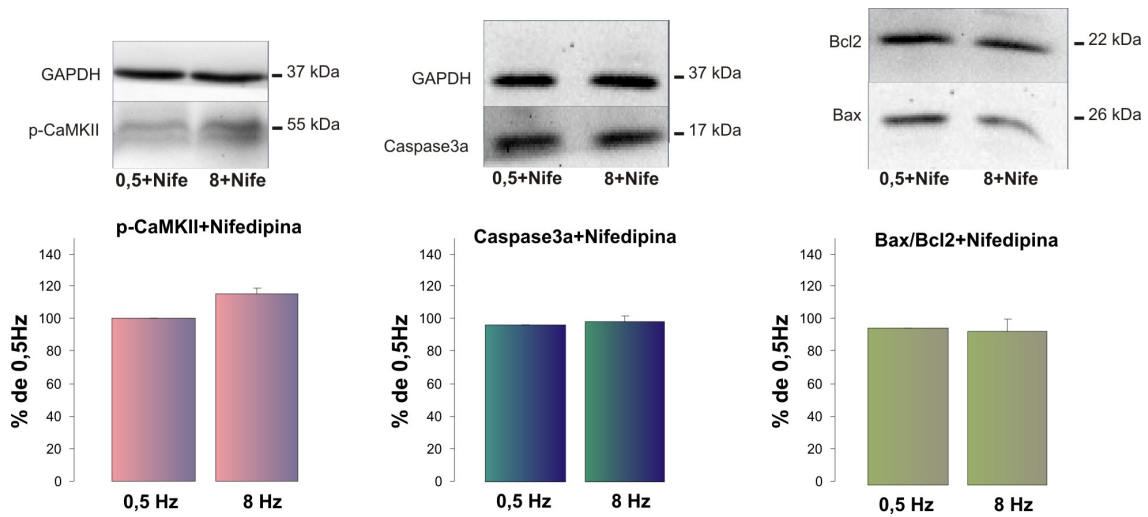 GAPDH
37 kDa
p-CaMKII
55 kDa
0,5+Nife 8+Nife
GAPDH
37 kDa
Caspase3a
17 kDa
0,5+Nife 8+Nife
Bcl2
22 kDa
Bax
26 kDa
0,5+Nife 8+Nife
p-CaMKII+Nifedipina
% de 0,5Hz
140
120
100
80
60
40
20
0
0,5 Hz 8 Hz
Caspase3a+Nifedipina
% de 0,5Hz
140
120
100
80
60
40
20
0
0,5 Hz 8 Hz
Bax/Bcl2+Nifedipina
% de 0,5Hz
140
120
100
80
60
40
20
0
0,5 Hz 8 Hz